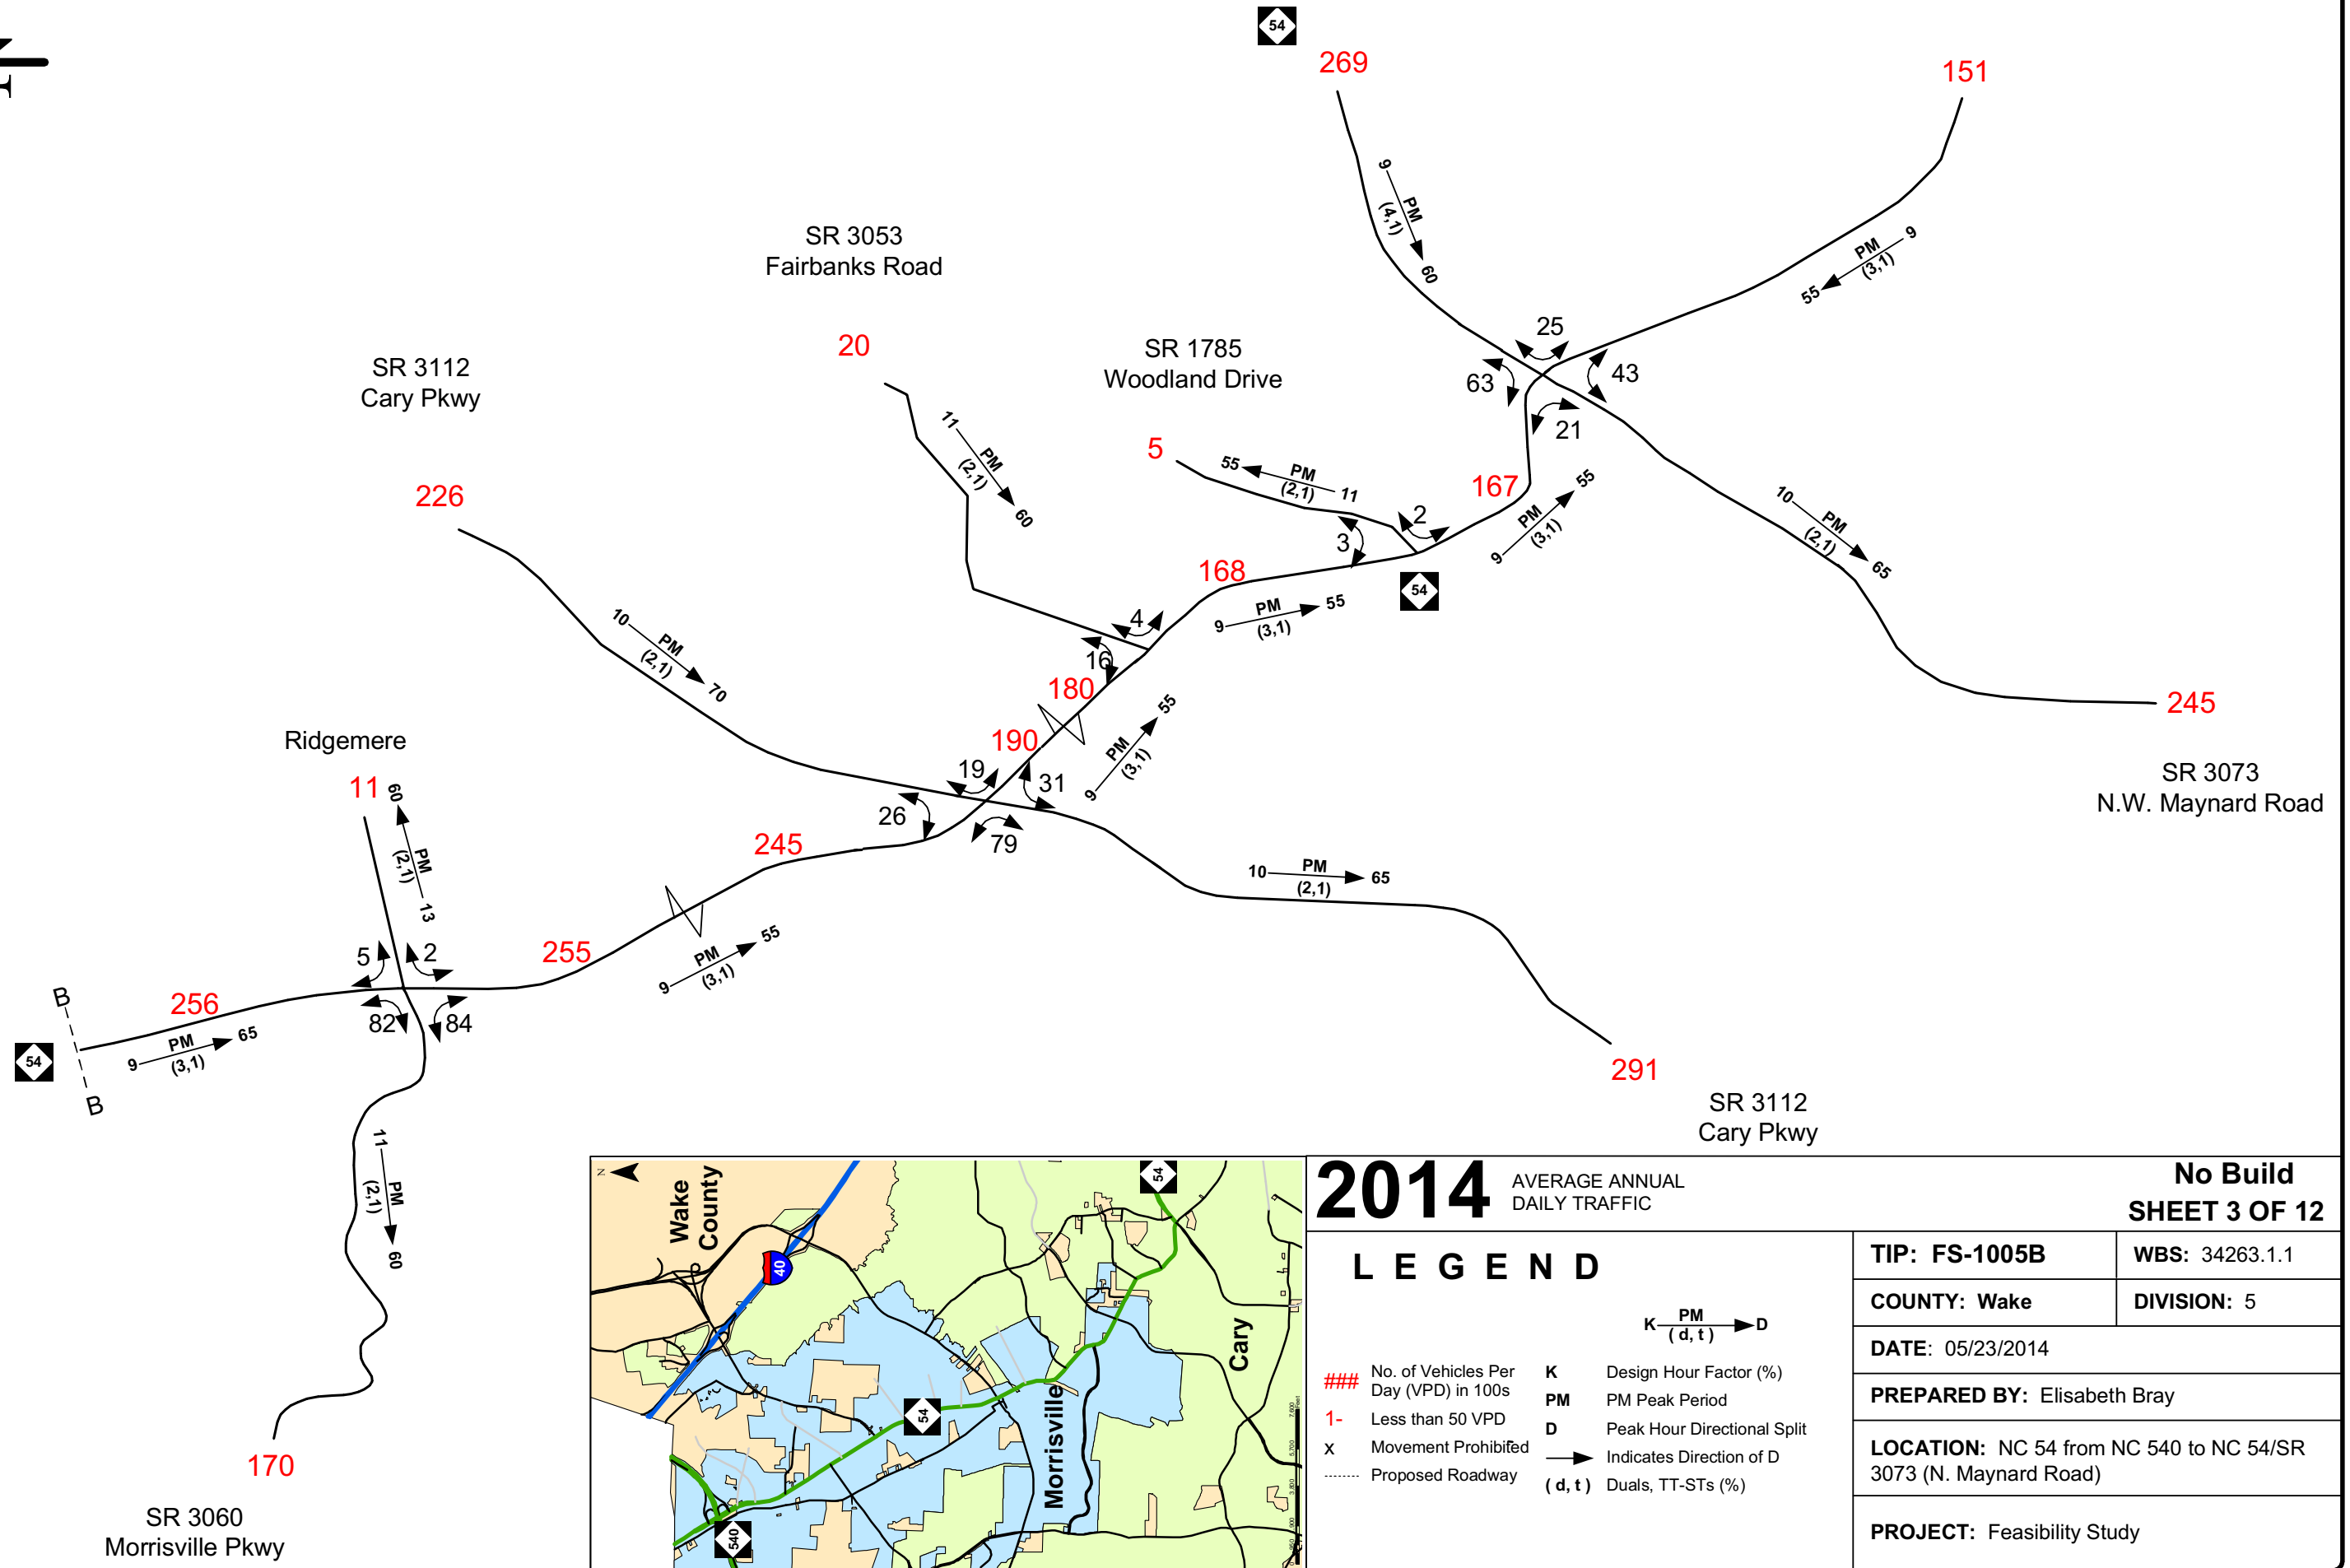 54
269
151
9 PM (4,1) 60
9 PM (3,1) 55
SR 3053
Fairbanks Road
20
11 PM (2,1) 60
SR 1785
Woodland Drive
5
55 PM (2,1) 11
25
63
43
21
SR 3112
Cary Pkwy
226
10 PM (2,1) 70
167
9 PM (3,1) 55
2
3
168
9 PM (3,1) 55
54
10 PM (2,1) 65
245
SR 3073
N.W. Maynard Road
4
16
180
190
9 PM (3,1) 55
19
31
26
79
245
10 PM (2,1) 65
291
SR 3112
Cary Pkwy
Ridgemere
11
60 PM (2,1) 13
5
2
82
84
255
9 PM (3,1) 55
B
256
9 PM (3,1) 65
54
B
11 PM (2,1) 60
170
SR 3060
Morrisville Pkwy
N
Wake
County
40
54
54
540
Morrisville
Cary
2014
AVERAGE ANNUAL
DAILY TRAFFIC
No Build
SHEET 3 OF 12
LEGEND
K PM D
( d, t )
### No. of Vehicles Per
Day (VPD) in 100s
1- Less than 50 VPD
X Movement Prohibited
Proposed Roadway
K Design Hour Factor (%)
PM PM Peak Period
D Peak Hour Directional Split
Indicates Direction of D
( d, t ) Duals, TT-STs (%)
TIP: FS-1005B
WBS: 34263.1.1
COUNTY: Wake
DIVISION: 5
DATE: 05/23/2014
PREPARED BY: Elisabeth Bray
LOCATION: NC 54 from NC 540 to NC 54/SR
3073 (N. Maynard Road)
PROJECT: Feasibility Study